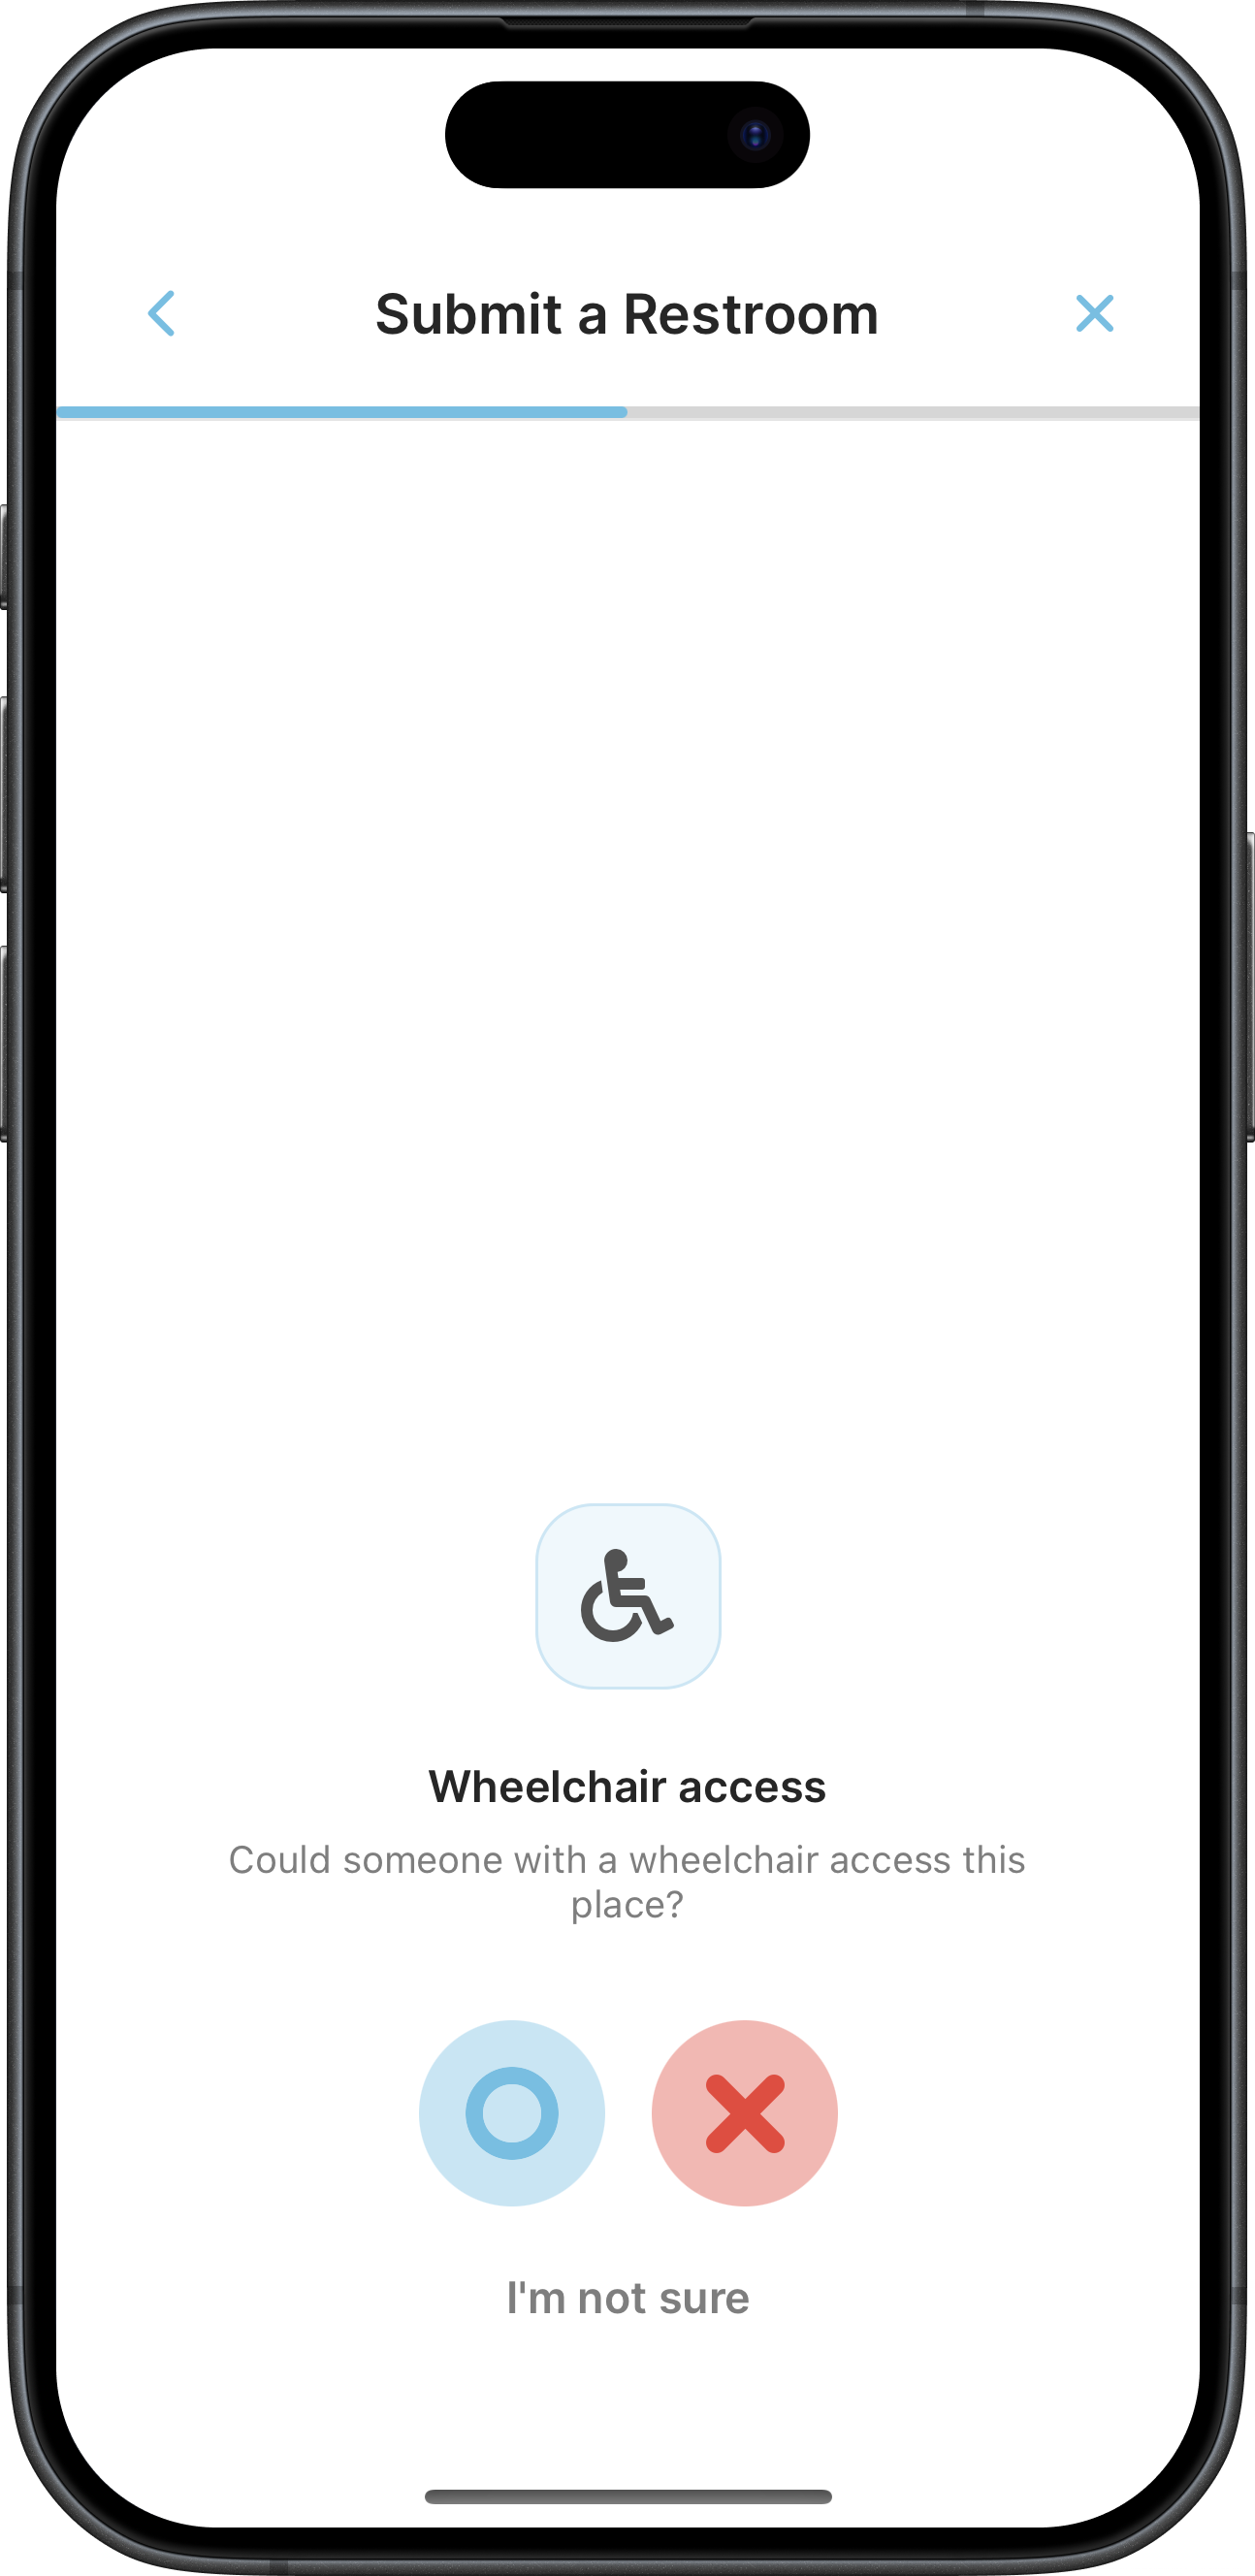 Submit a Restroom
Wheelchair access
Could someone with a wheelchair access this
place?
I'm not sure